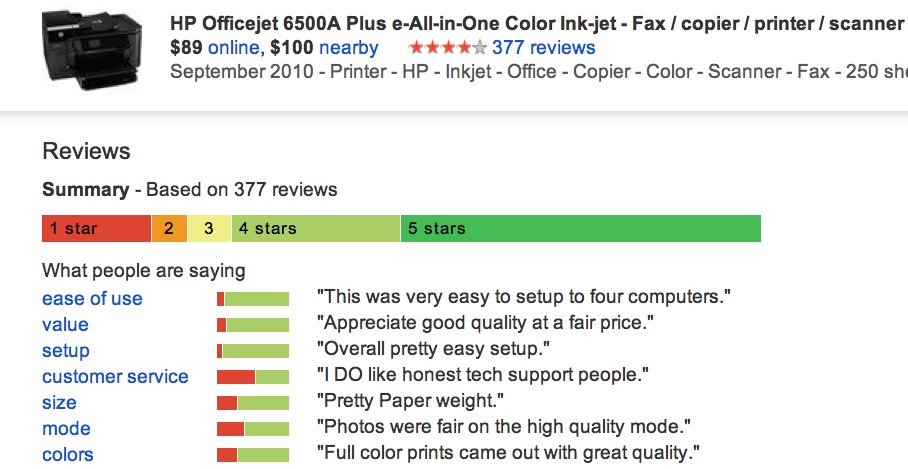 HP Officejet 6500A Plus e-All-in-One Color Ink-jet - Fax / copier / printer / scanner
$89 online, $100 nearby 377 reviews
September 2010 - Printer - HP - Inkjet - Office - Copier - Color - Scanner - Fax - 250 she
Reviews
Summary - Based on 377 reviews
1 star 2 3 4 stars 5 stars
What people are saying
ease of use "This was very easy to setup to four computers."
value "Appreciate good quality at a fair price."
setup "Overall pretty easy setup."
customer service "I DO like honest tech support people."
size "Pretty Paper weight."
mode "Photos were fair on the high quality mode."
colors "Full color prints came out with great quality."